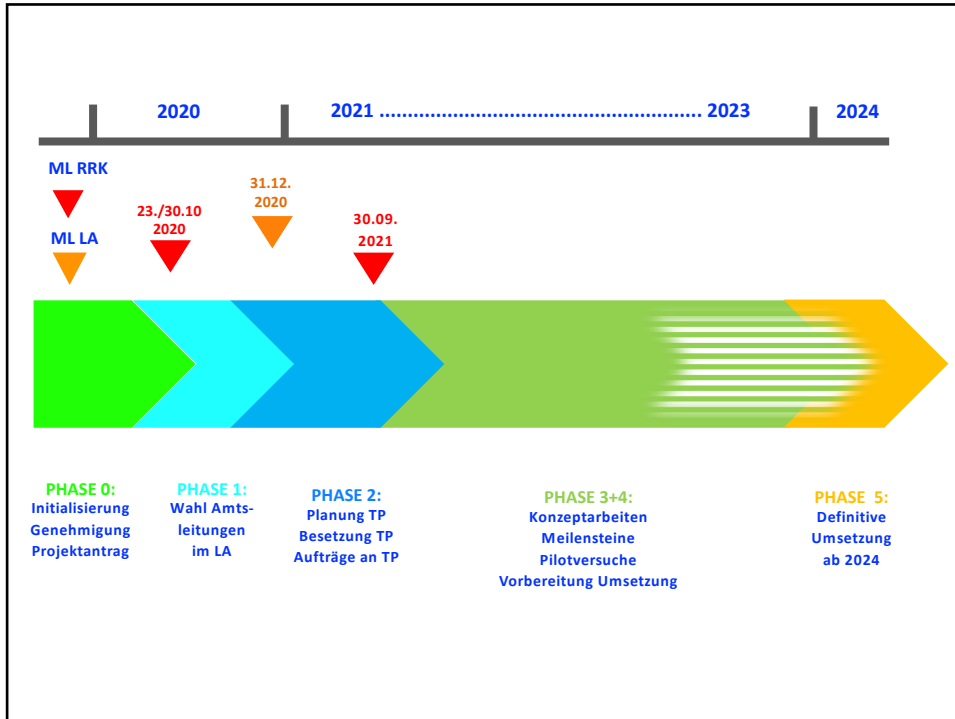 2020
2021 ......................................................... 2023
2024
ML RRK
ML LA
23./30.10
2020
31.12.
2020
30.09.
2021
PHASE 0:
Initialisierung
Genehmigung
Projektantrag
PHASE 1:
Wahl Amts-
leitungen
im LA
PHASE 2:
Planung TP
Besetzung TP
Aufträge an TP
PHASE 3+4:
Konzeptarbeiten
Meilensteine
Pilotversuche
Vorbereitung Umsetzung
PHASE 5:
Definitive
Umsetzung
ab 2024